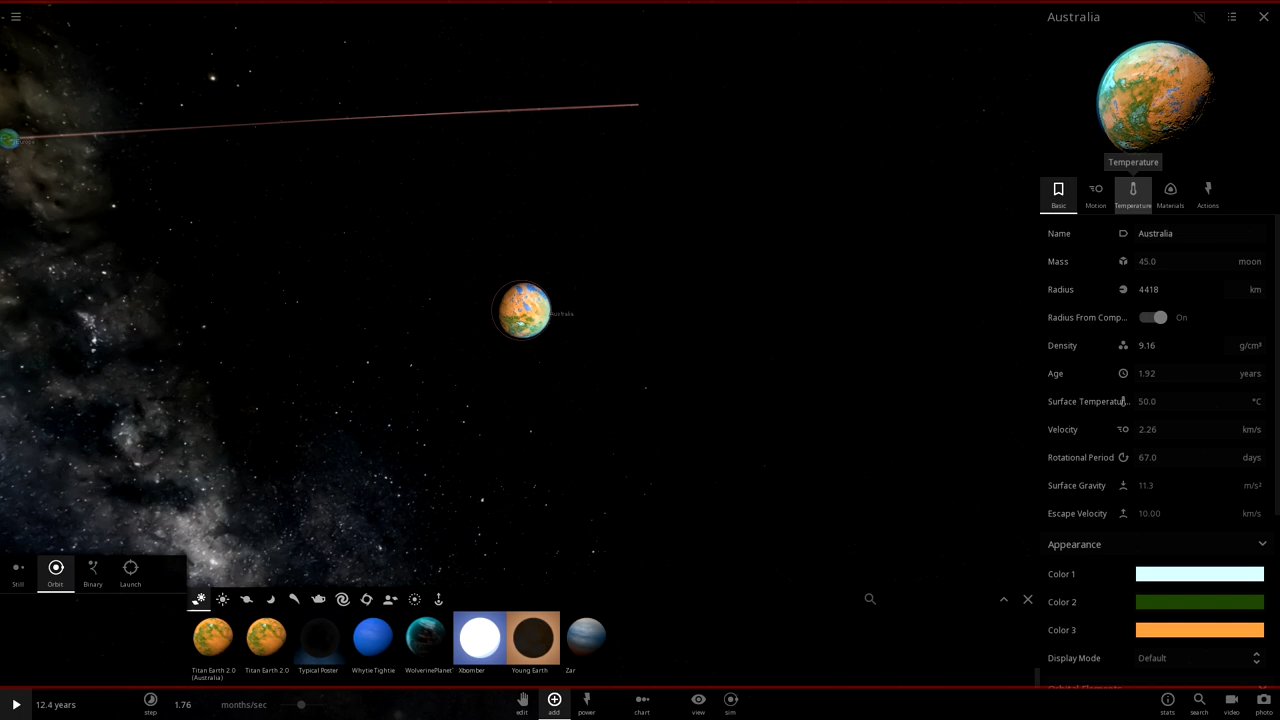 Australia
Europa
Temperature
Basic
Motion
Temperature
Materials
Actions
Name Australia
Mass 45.0 moon
Radius 4418 km
Radius From Comp... On
Density 9.16 g/cm³
Age 1.92 years
Surface Temperatur... 50.0 °C
Velocity 2.26 km/s
Rotational Period 67.0 days
Surface Gravity 11.3 m/s²
Escape Velocity 10.00 km/s
Appearance
Color 1
Color 2
Color 3
Display Mode Default
Australia
Still
Orbit
Binary
Launch
Titan Earth 2.0 (Australia)
Titan Earth 2.0
Typical Poster
Whytie Tightie
WolverinePlanet
Xbomber
Young Earth
Zar
12.4 years
step
1.76 months/sec
edit
add
power
chart
view
sim
stats
search
video
photo